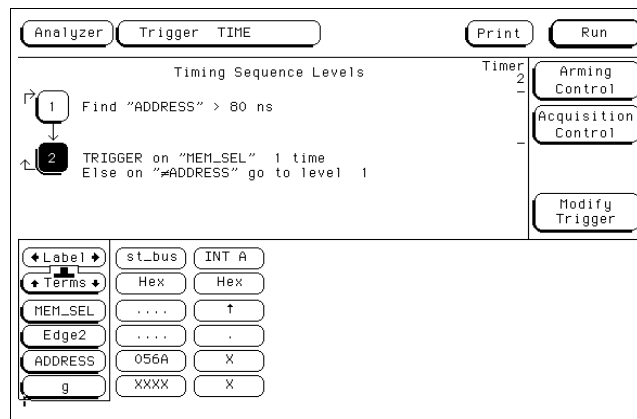 Analyzer Trigger TIME Print Run
Timing Sequence Levels
Timer
2
-
-
1 Find "ADDRESS" > 80 ns
2 TRIGGER on "MEM_SEL" 1 time
Else on "≠ADDRESS" go to level 1
Arming
Control
Acquisition
Control
Modify
Trigger
Label st_bus INT A
Terms Hex Hex
MEM_SEL .... ↑
Edge2 .... .
ADDRESS 056A X
g XXXX X